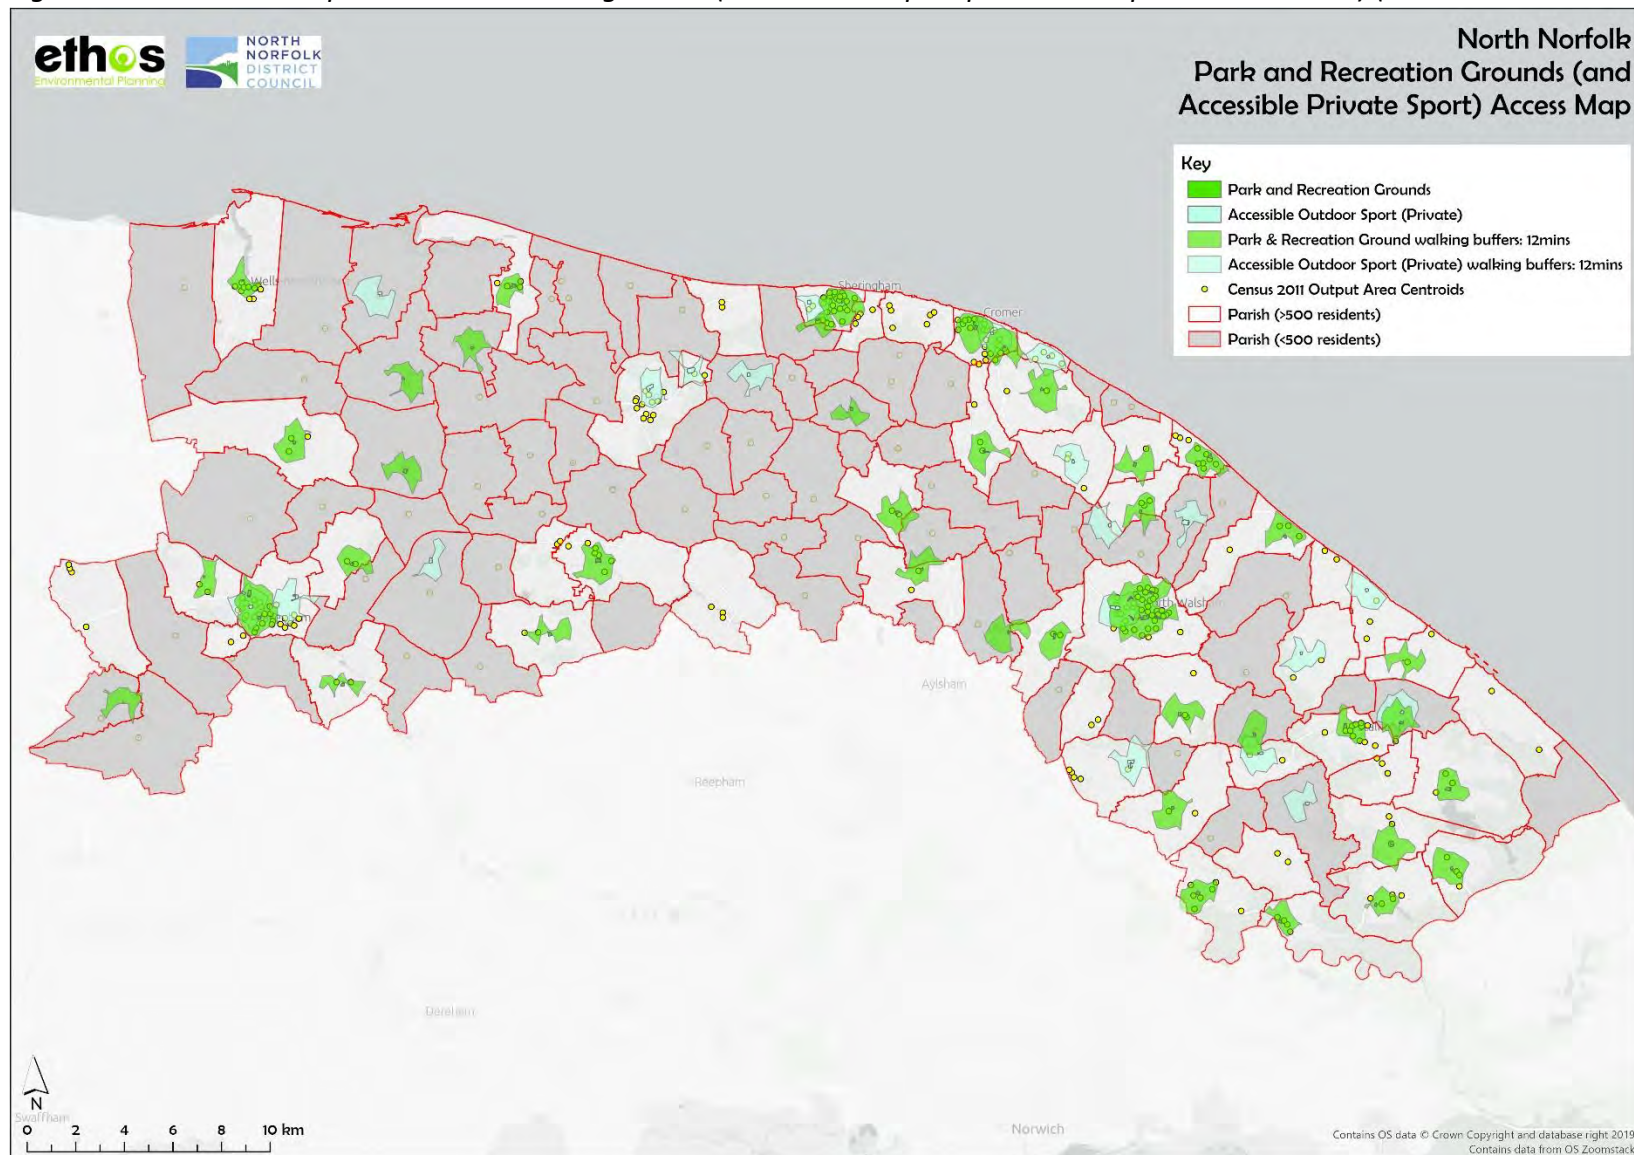 ethos
Environmental Planning
NORTH
NORFOLK
DISTRICT
COUNCIL
North Norfolk
Park and Recreation Grounds (and
Accessible Private Sport) Access Map
Key
Park and Recreation Grounds
Accessible Outdoor Sport (Private)
Park & Recreation Ground walking buffers: 12mins
Accessible Outdoor Sport (Private) walking buffers: 12mins
Census 2011 Output Area Centroids
Parish (>500 residents)
Parish (<500 residents)
Sheringham
Cromer
Aylsham
Reepham
Dereham
Swaffham
Norwich
N
0 2 4 6 8 10 km
Contains OS data © Crown Copyright and database right 2019
Contains data from OS Zoomstack